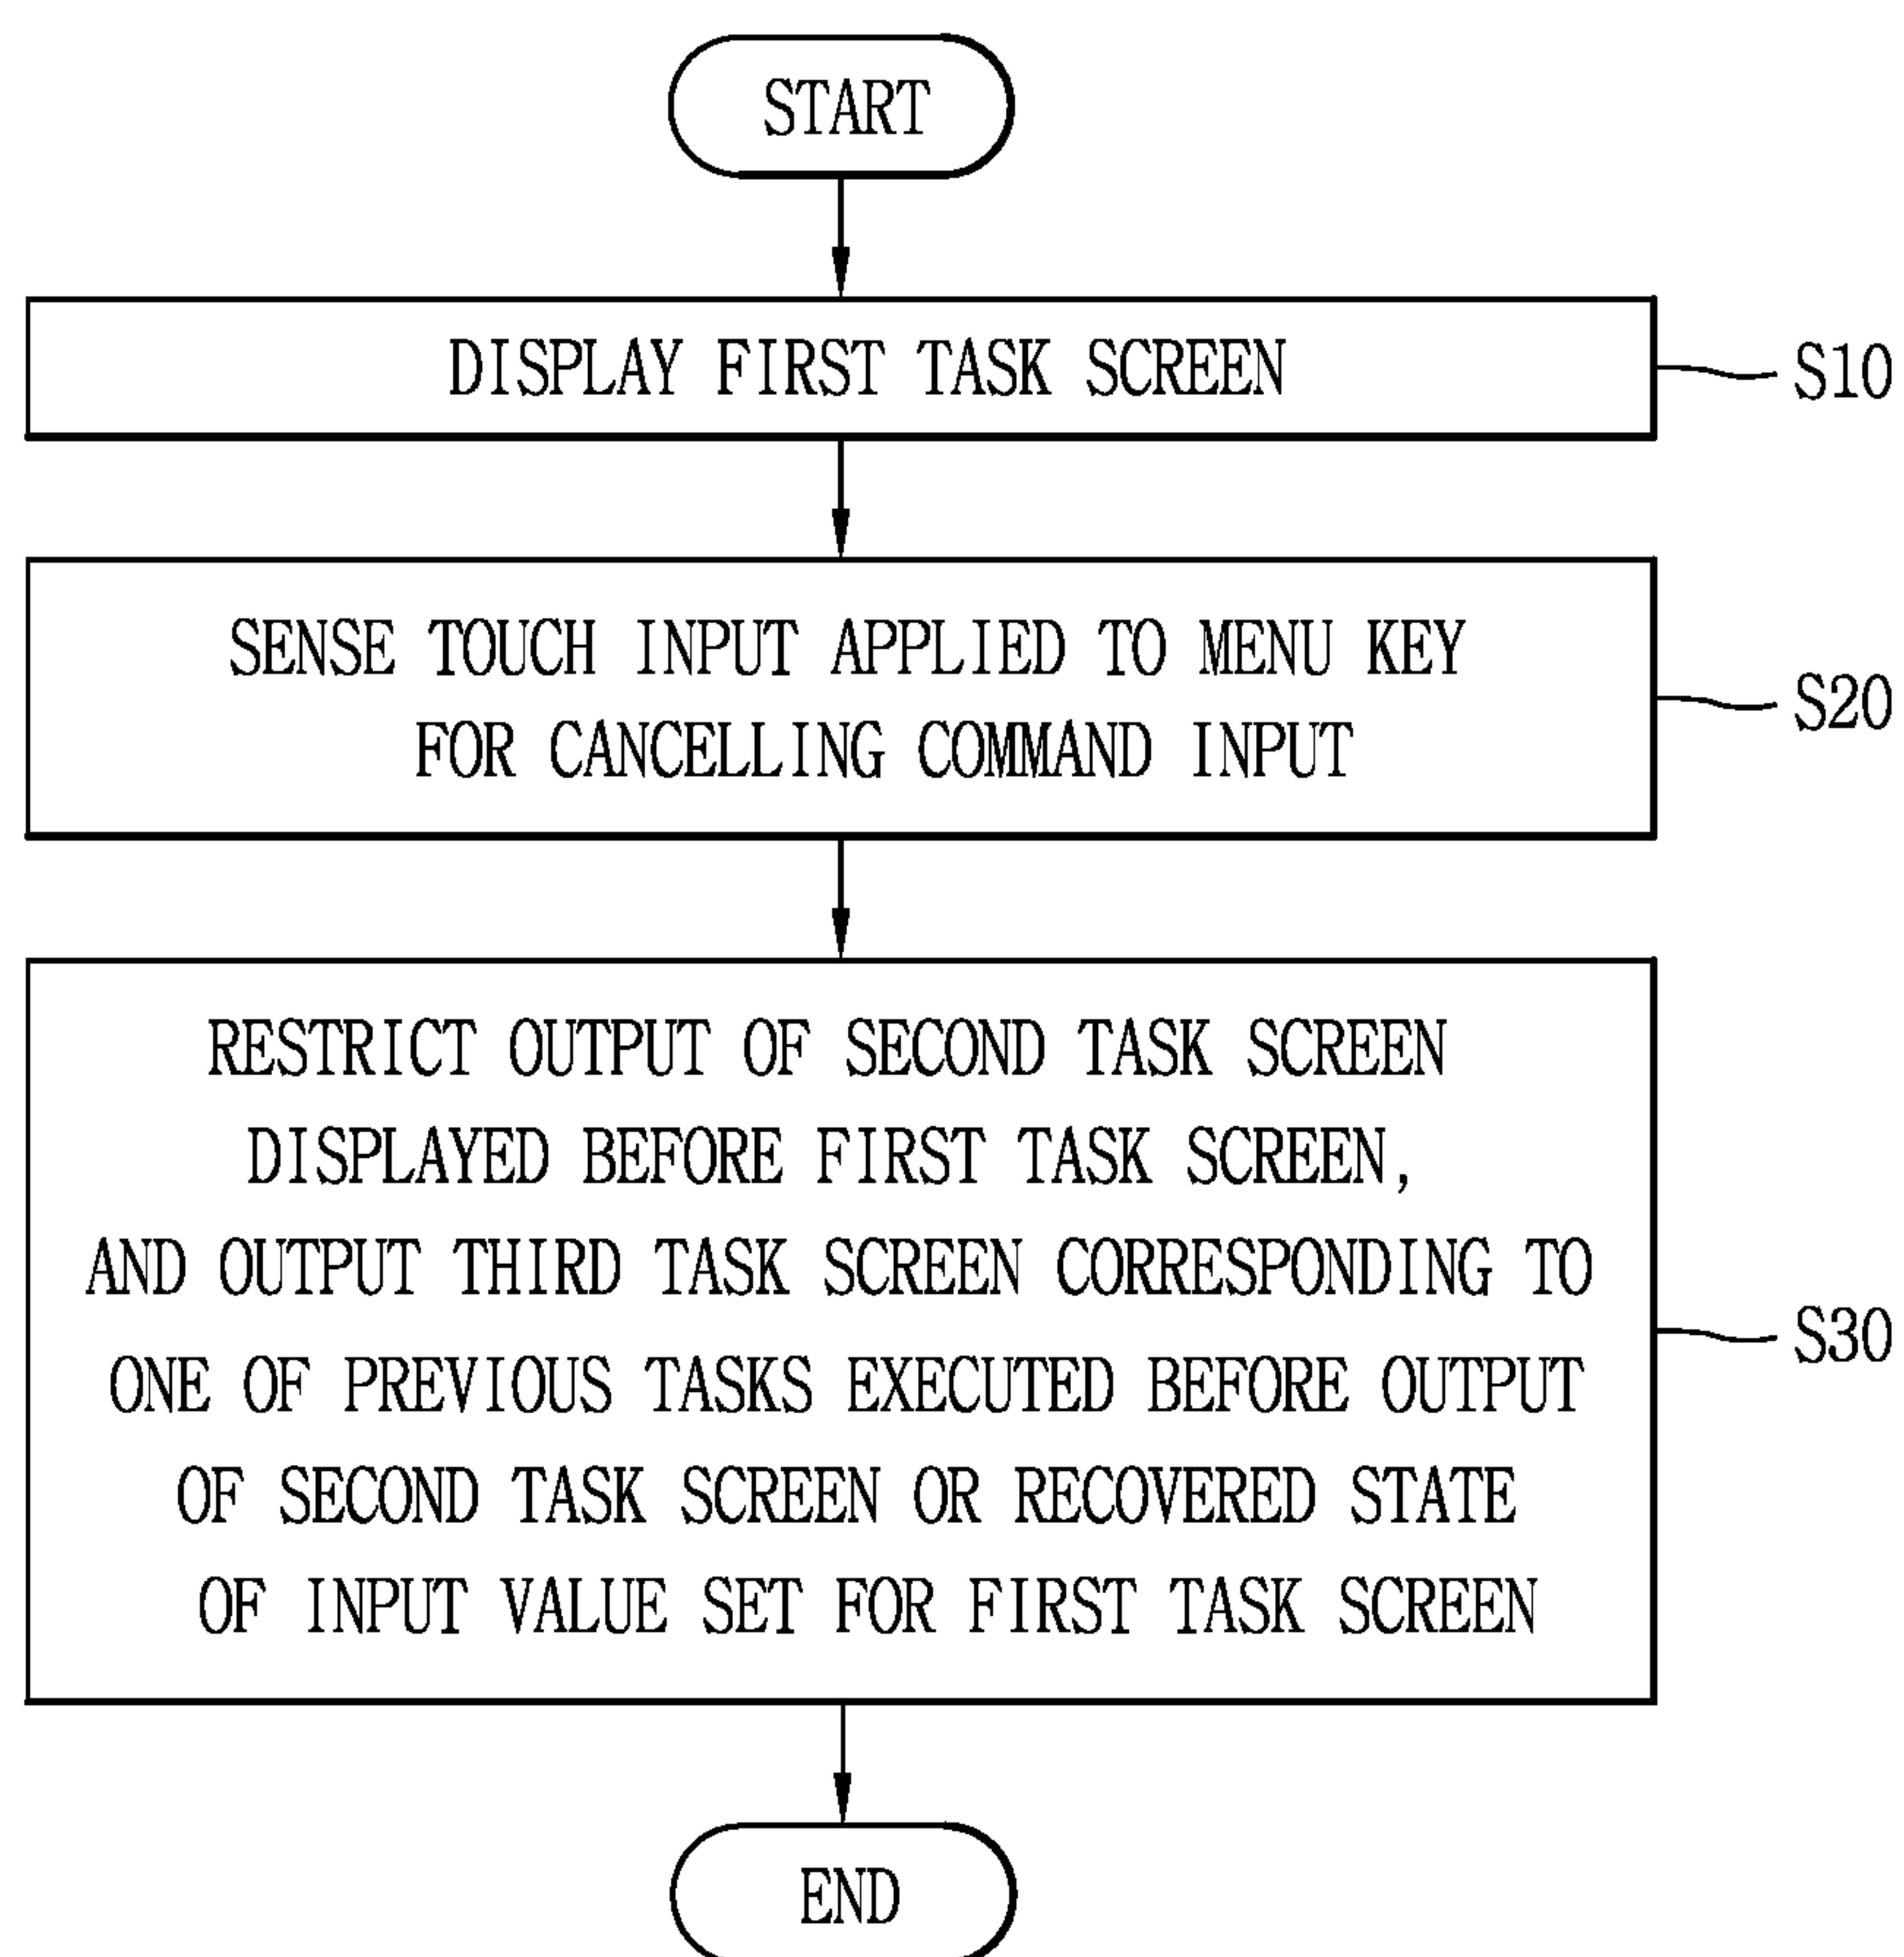 START
DISPLAY FIRST TASK SCREEN
S10
SENSE TOUCH INPUT APPLIED TO MENU KEY
FOR CANCELLING COMMAND INPUT
S20
RESTRICT OUTPUT OF SECOND TASK SCREEN
DISPLAYED BEFORE FIRST TASK SCREEN,
AND OUTPUT THIRD TASK SCREEN CORRESPONDING TO
ONE OF PREVIOUS TASKS EXECUTED BEFORE OUTPUT
OF SECOND TASK SCREEN OR RECOVERED STATE
OF INPUT VALUE SET FOR FIRST TASK SCREEN
S30
END